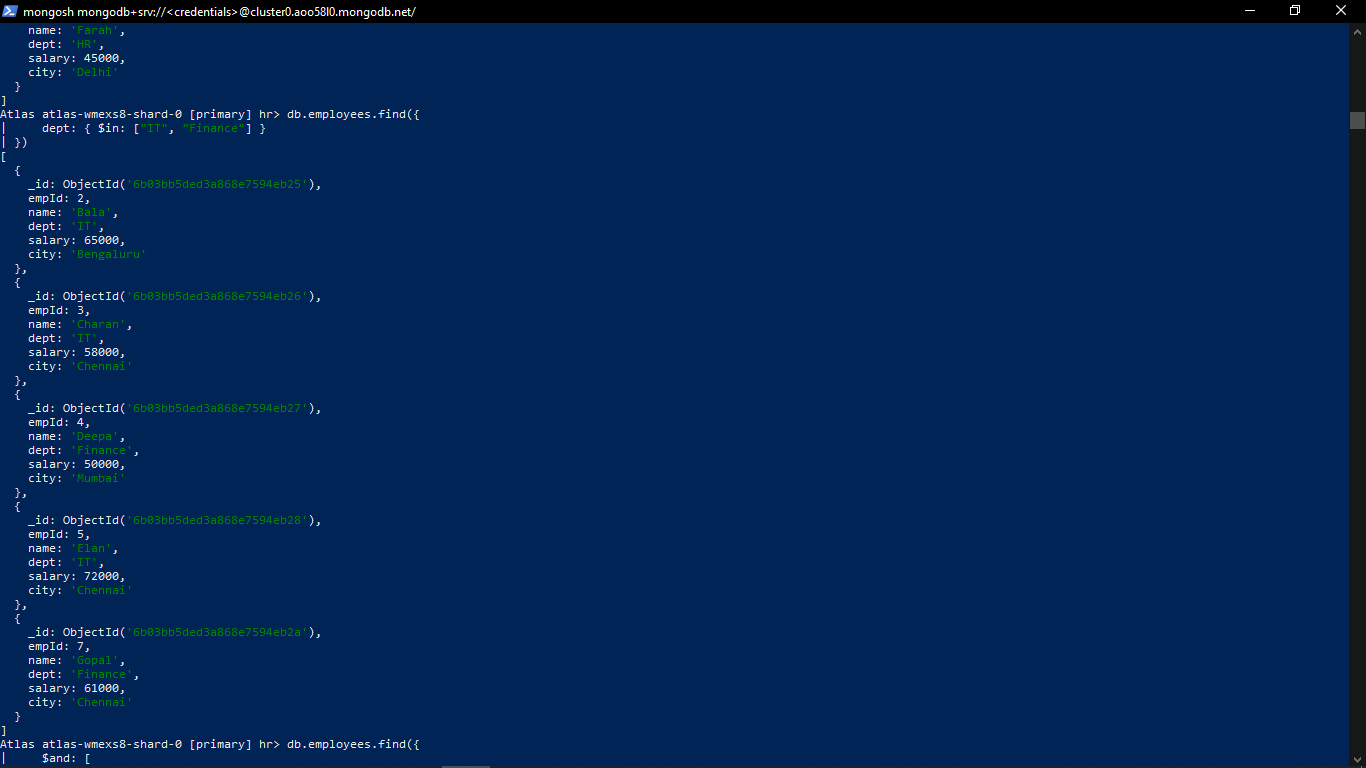 mongosh mongodb+srv://<credentials>@cluster0.aoo58l0.mongodb.net/
name: 'Farah',
dept: 'HR',
salary: 45000,
city: 'Delhi'
}
]
Atlas atlas-wmexs8-shard-0 [primary] hr> db.employees.find({
|     dept: { $in: ["IT", "Finance"] }
| })
[
{
_id: ObjectId('6b03bb5ded3a868e7594eb25'),
empId: 2,
name: 'Bala',
dept: 'IT',
salary: 65000,
city: 'Bengaluru'
},
{
_id: ObjectId('6b03bb5ded3a868e7594eb26'),
empId: 3,
name: 'Charan',
dept: 'IT',
salary: 58000,
city: 'Chennai'
},
{
_id: ObjectId('6b03bb5ded3a868e7594eb27'),
empId: 4,
name: 'Deepa',
dept: 'Finance',
salary: 50000,
city: 'Mumbai'
},
{
_id: ObjectId('6b03bb5ded3a868e7594eb28'),
empId: 5,
name: 'Elan',
dept: 'IT',
salary: 72000,
city: 'Chennai'
},
{
_id: ObjectId('6b03bb5ded3a868e7594eb2a'),
empId: 7,
name: 'Gopal',
dept: 'Finance',
salary: 61000,
city: 'Chennai'
}
]
Atlas atlas-wmexs8-shard-0 [primary] hr> db.employees.find({
|     $and: [